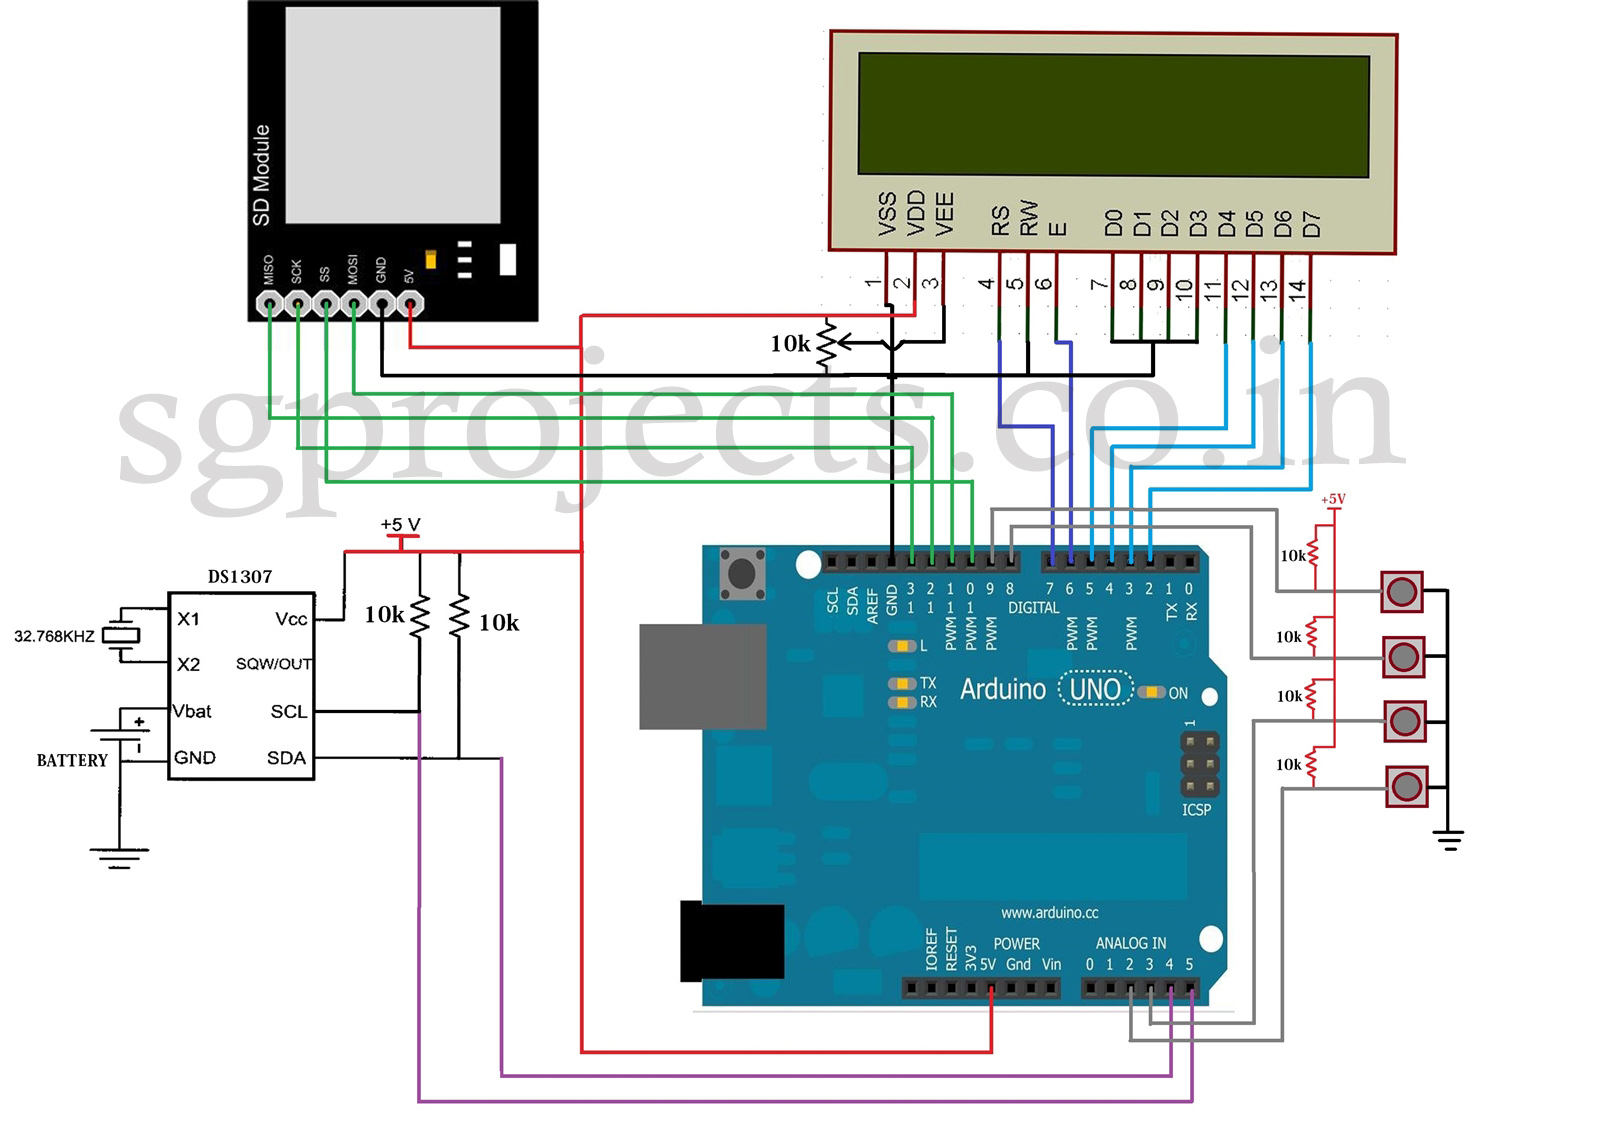 SD Module
MISO
SCK
SS
MOSI
GND
5V
VSS
VDD
VEE
RS
RW
E
D0
D1
D2
D3
D4
D5
D6
D7
1
2
3
4
5
6
7
8
9
10
11
12
13
14
10k
sgprojects.co.in
+5 V
DS1307
10k
10k
32.768KHZ
X1
Vcc
X2
SQW/OUT
Vbat
SCL
+
-
BATTERY
GND
SDA
SCL
SDA
AREF
GND
13
12
PWM 11
PWM 10
PWM 9
8
DIGITAL
7
PWM 6
PWM 5
4
PWM 3
2
TX 1
RX 0
L
TX
RX
Arduino UNO
ON
1
ICSP
www.arduino.cc
POWER
ANALOG IN
IOREF
RESET
3V3
5V Gnd Vin
0 1 2 3 4 5
+5V
10k
10k
10k
10k